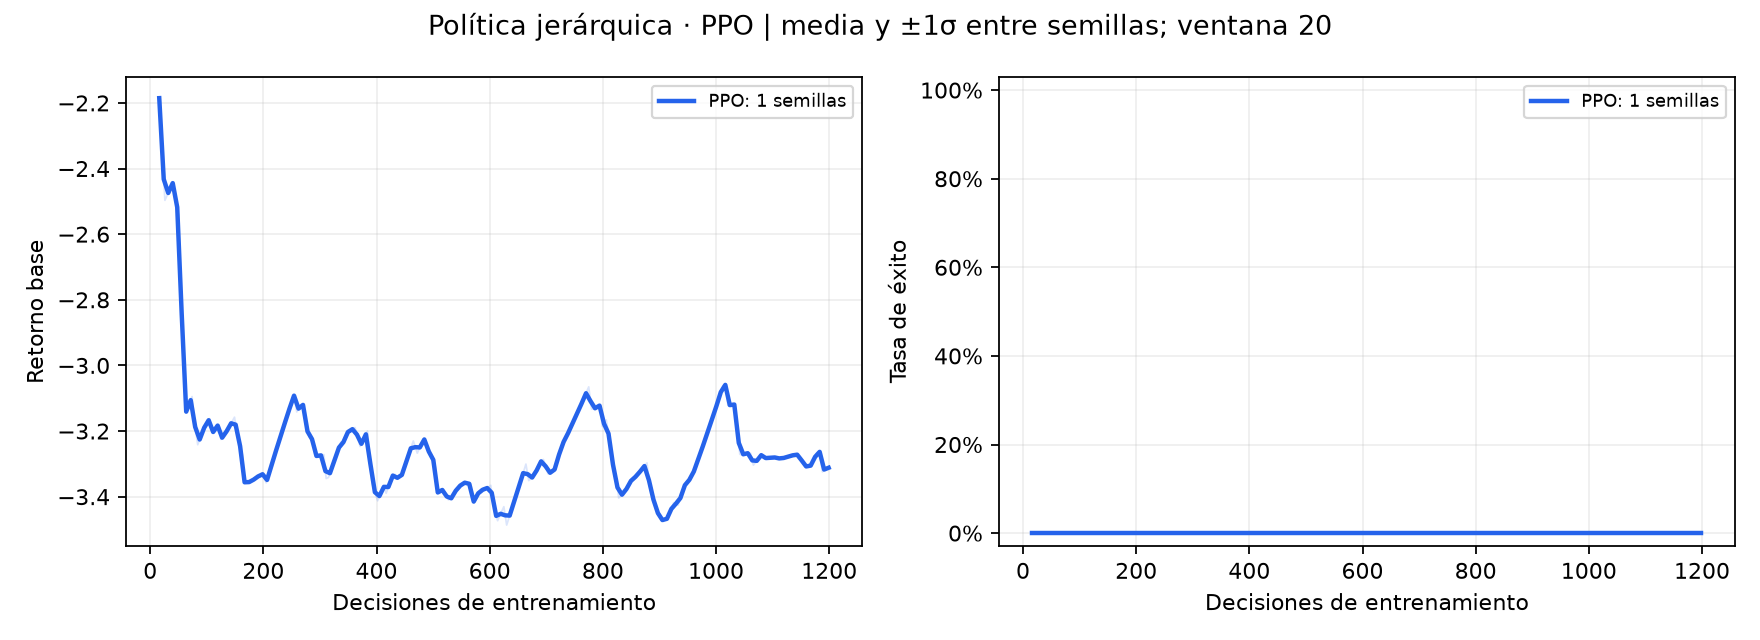 Política jerárquica · PPO | media y ±1σ entre semillas; ventana 20
Retorno base
−2.2
−2.4
−2.6
−2.8
−3.0
−3.2
−3.4
PPO: 1 semillas
0 200 400 600 800 1000 1200
Decisiones de entrenamiento
Tasa de éxito
100%
80%
60%
40%
20%
0%
PPO: 1 semillas
0 200 400 600 800 1000 1200
Decisiones de entrenamiento